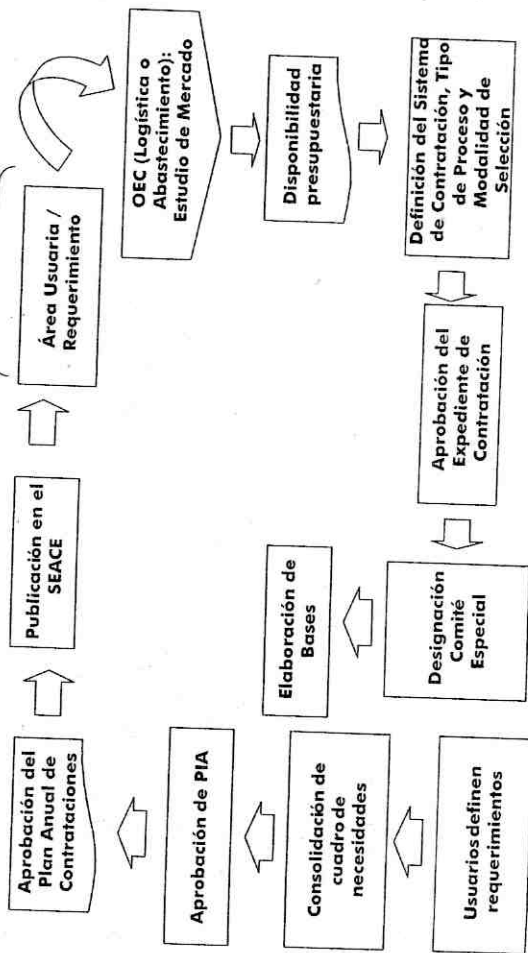 Usuarios definen
requerimientos
Consolidación de
cuadro de
necesidades
Aprobación de PIA
Aprobación del
Plan Anual de
Contrataciones
Publicación en el
SEACE
Área Usuaria /
Requerimiento
OEC (Logística o
Abastecimiento):
Estudio de Mercado
Disponibilidad
presupuestaria
Definición del Sistema
de Contratación, Tipo
de Proceso y
Modalidad de
Selección
Aprobación del
Expediente de
Contratación
Designación
Comité
Especial
Elaboración de
Bases